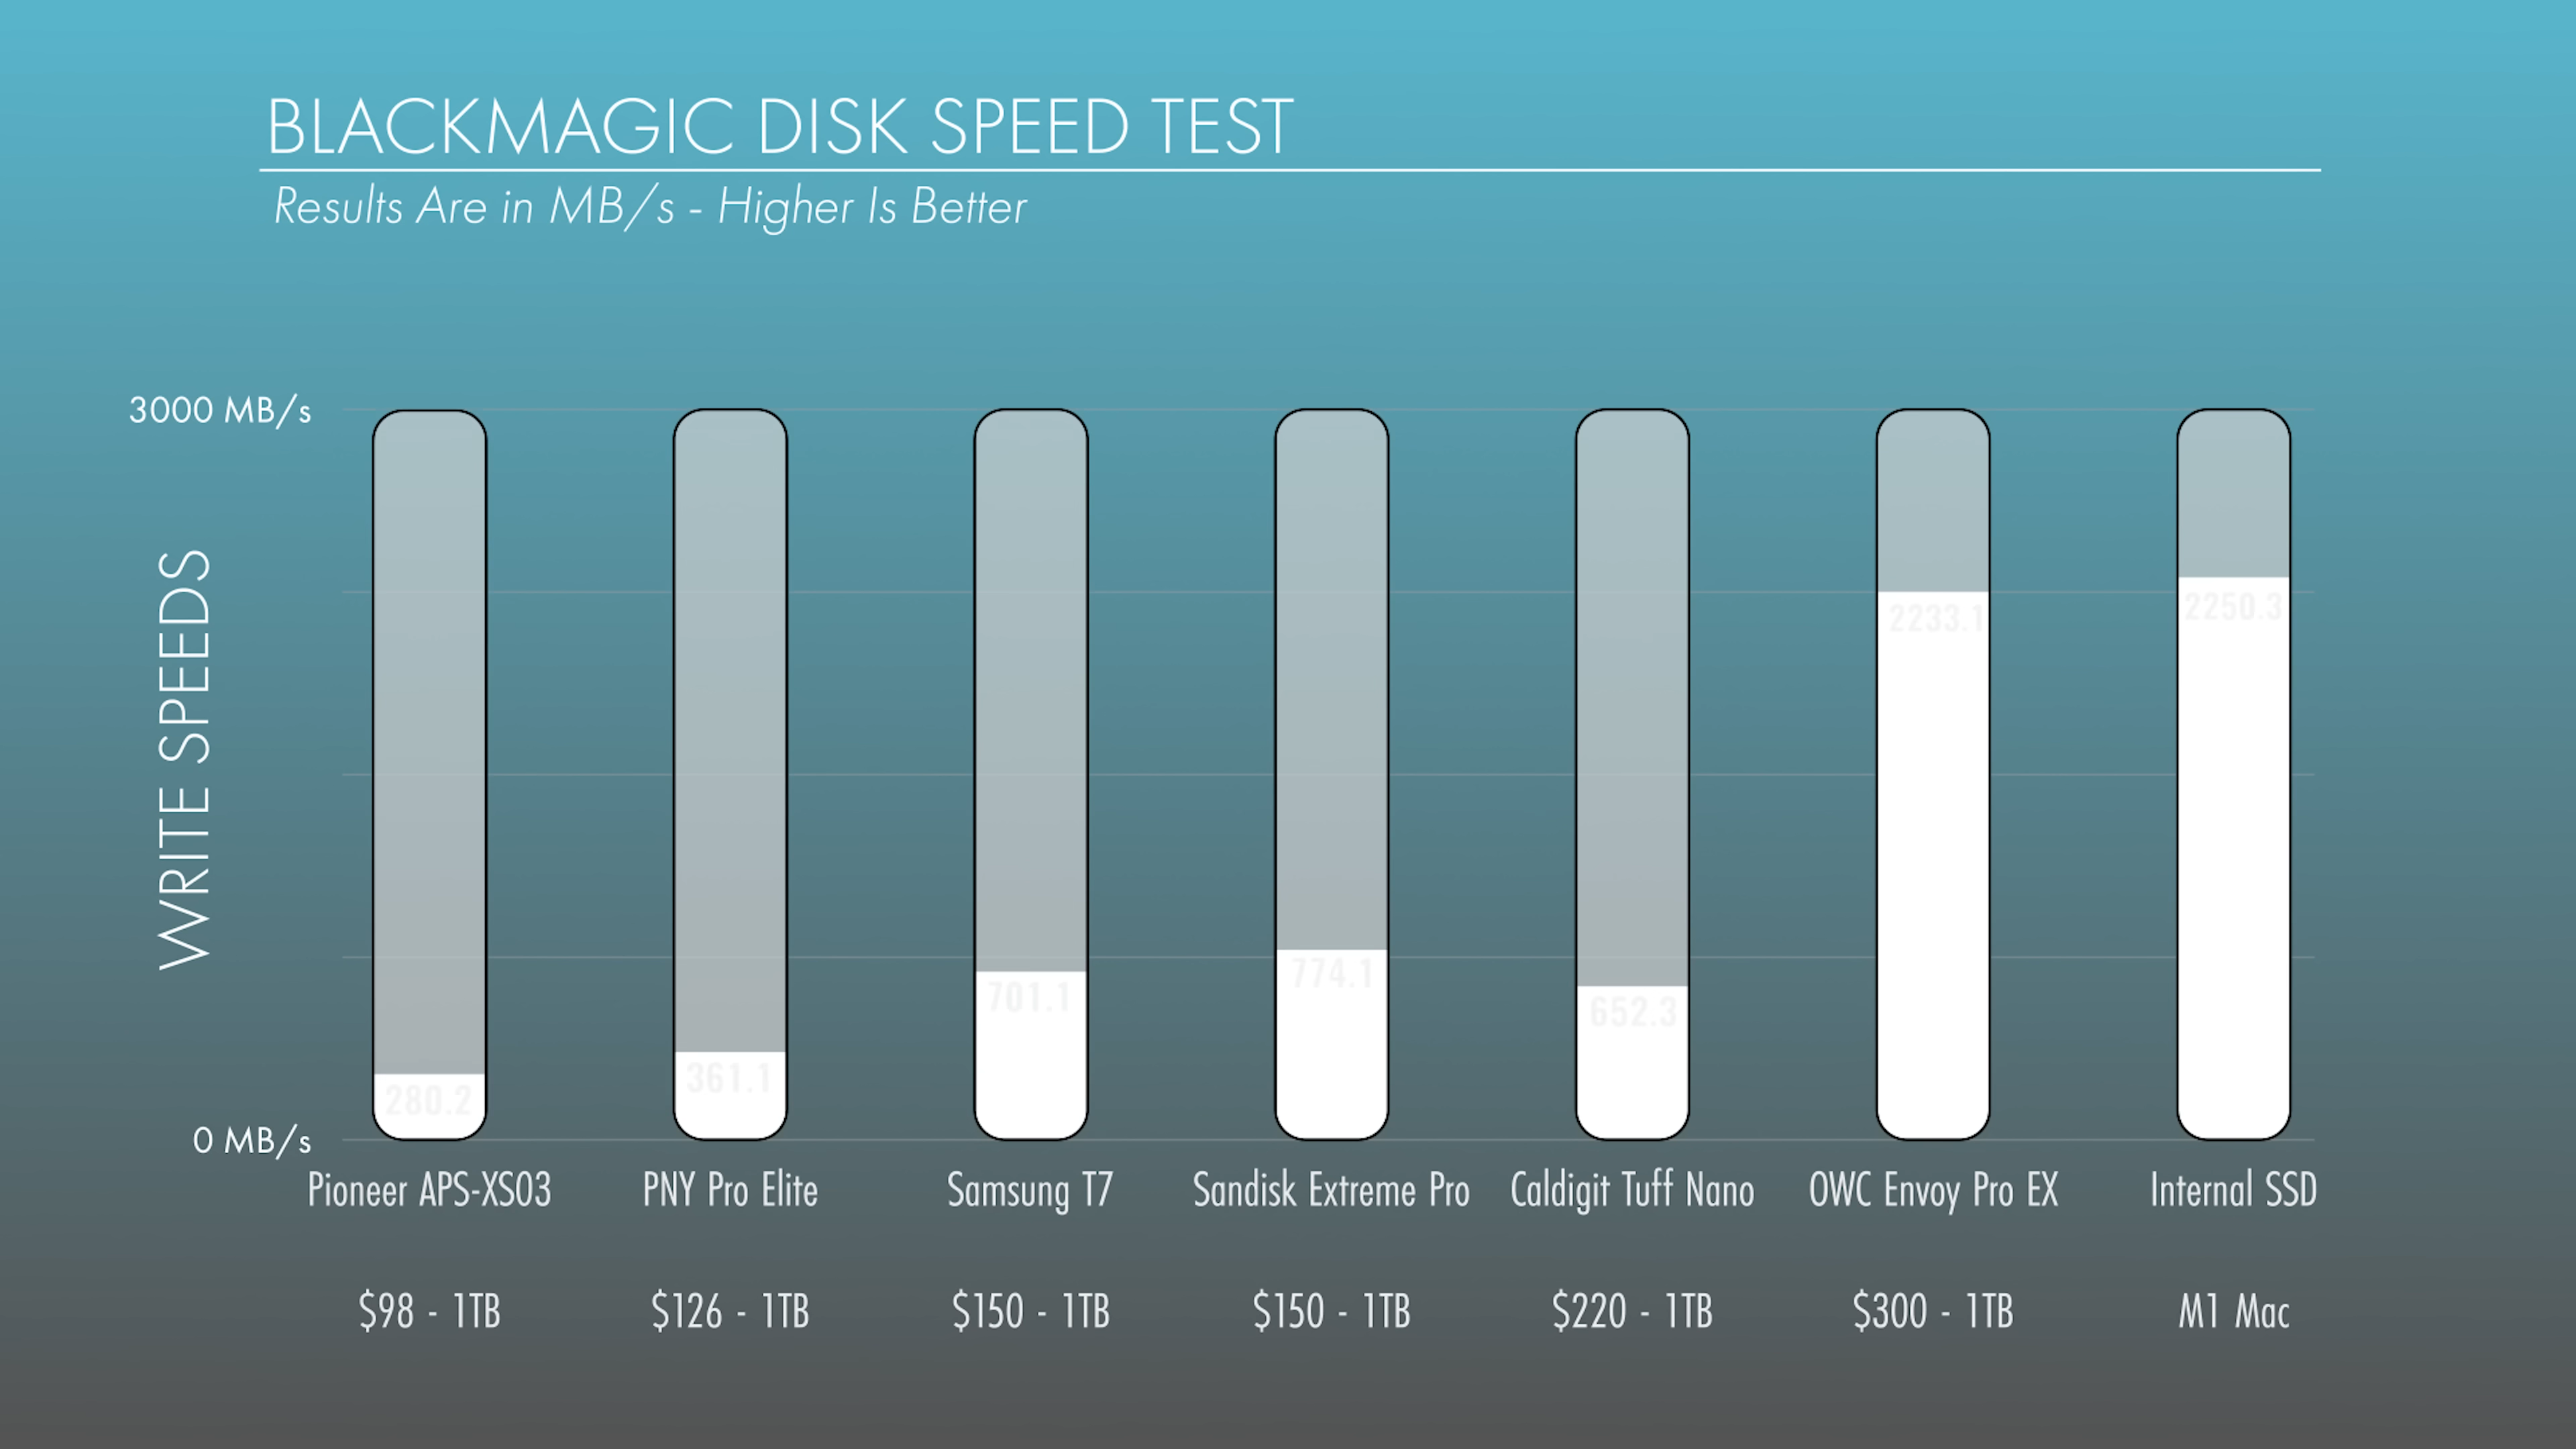 BLACKMAGIC DISK SPEED TEST
Results Are in MB/s - Higher Is Better
3000 MB/s
WRITE SPEEDS
0 MB/s
280.2
361.1
701.1
774.1
652.3
2233.1
2250.3
Pioneer APS-XS03
PNY Pro Elite
Samsung T7
Sandisk Extreme Pro
Caldigit Tuff Nano
OWC Envoy Pro EX
Internal SSD
$98 - 1TB
$126 - 1TB
$150 - 1TB
$150 - 1TB
$220 - 1TB
$300 - 1TB
M1 Mac